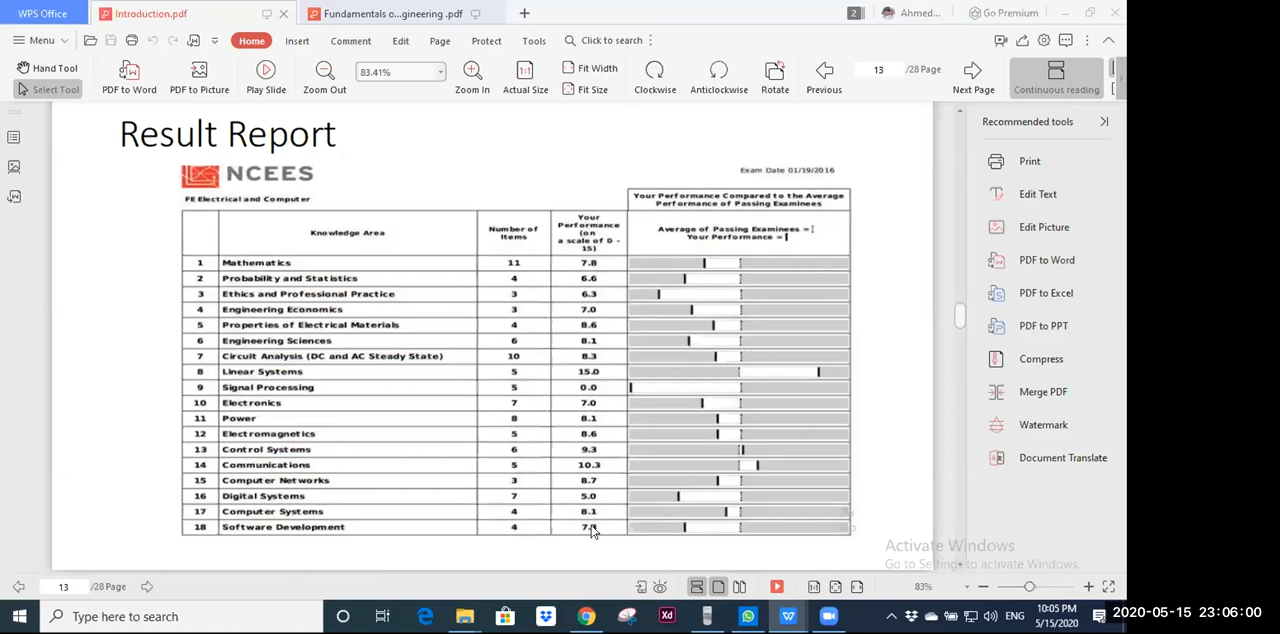 WPS Office
Introduction.pdf
Fundamentals o...gineering .pdf
2
Ahmed...
Go Premium
Menu
Home
Insert
Comment
Edit
Page
Protect
Tools
Click to search
Hand Tool
Select Tool
PDF to Word
PDF to Picture
Play Slide
Zoom Out
83.41%
Zoom In
Actual Size
Fit Width
Fit Size
Clockwise
Anticlockwise
Rotate
Previous
13
/28 Page
Next Page
Continuous reading
Result Report
NCEES
Exam Date 01/19/2016
FE Electrical and Computer
Your Performance Compared to the Average
Performance of Passing Examinees
Knowledge Area
Number of
Items
Your
Performance
(on
a scale of 0 -
15)
Average of Passing Examinees =
Your Performance =
1 Mathematics 11 7.8
2 Probability and Statistics 4 6.6
3 Ethics and Professional Practice 3 6.3
4 Engineering Economics 3 7.0
5 Properties of Electrical Materials 4 8.6
6 Engineering Sciences 6 8.1
7 Circuit Analysis (DC and AC Steady State) 10 8.3
8 Linear Systems 5 15.0
9 Signal Processing 5 0.0
10 Electronics 7 7.0
11 Power 8 8.1
12 Electromagnetics 5 8.6
13 Control Systems 6 9.3
14 Communications 5 10.3
15 Computer Networks 3 8.7
16 Digital Systems 7 5.0
17 Computer Systems 4 8.1
18 Software Development 4
Recommended tools
Print
Edit Text
Edit Picture
PDF to Word
PDF to Excel
PDF to PPT
Compress
Merge PDF
Watermark
Document Translate
Activate Windows
Go to Settings to activate Windows.
13
/28 Page
83%
Type here to search
ENG
10:05 PM
5/15/2020
2020-05-15 23:06:00